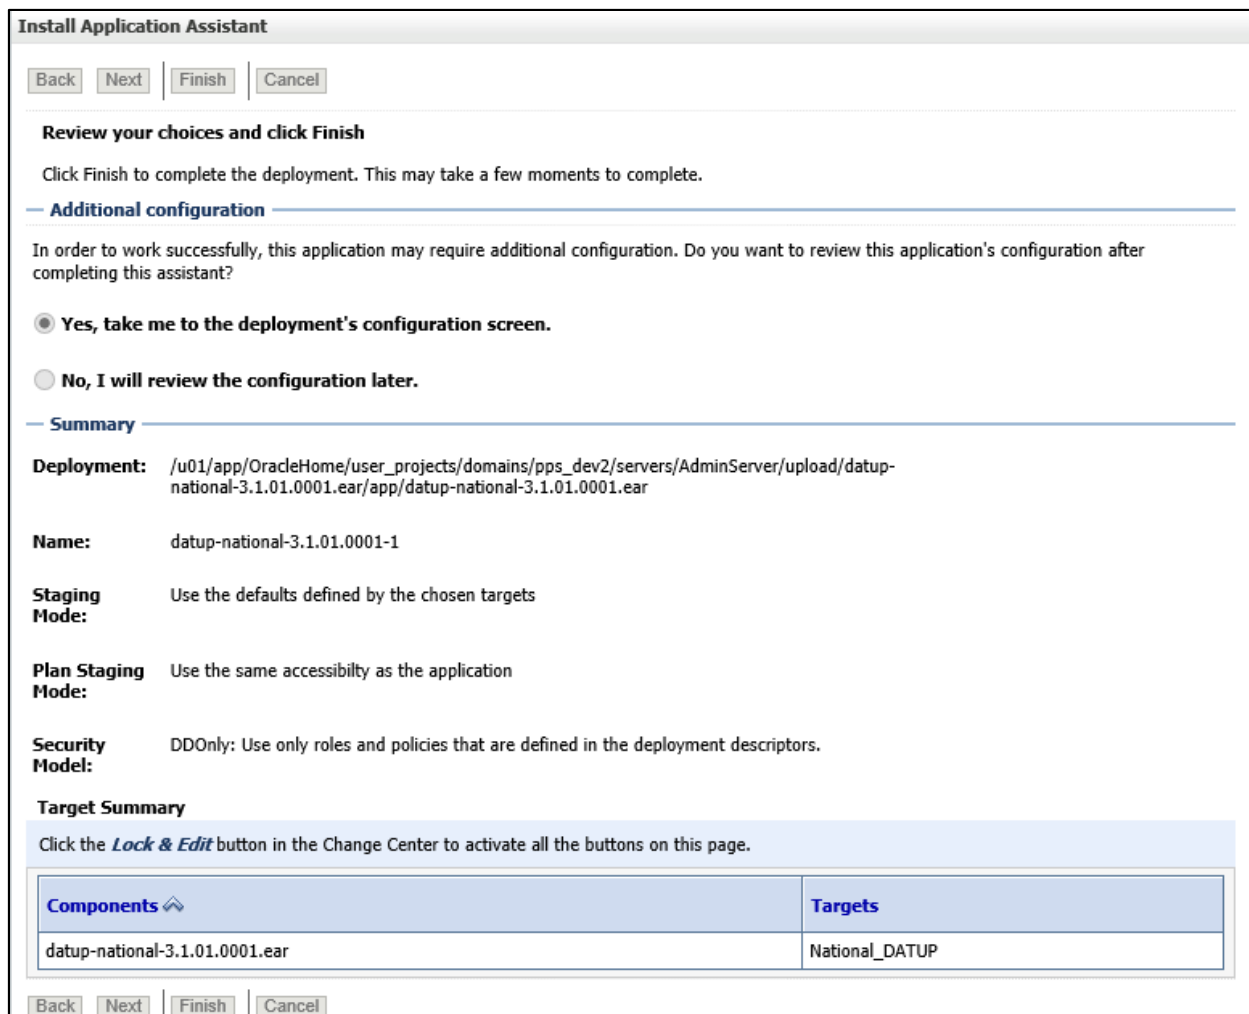 Install Application Assistant
Back Next Finish Cancel
Review your choices and click Finish
Click Finish to complete the deployment. This may take a few moments to complete.
Additional configuration
In order to work successfully, this application may require additional configuration. Do you want to review this application's configuration after
completing this assistant?
Yes, take me to the deployment's configuration screen.
No, I will review the configuration later.
Summary
Deployment: /u01/app/OracleHome/user_projects/domains/pps_dev2/servers/AdminServer/upload/datup-
national-3.1.01.0001.ear/app/datup-national-3.1.01.0001.ear
Name: datup-national-3.1.01.0001-1
Staging Use the defaults defined by the chosen targets
Mode:
Plan Staging Use the same accessibilty as the application
Mode:
Security DDOnly: Use only roles and policies that are defined in the deployment descriptors.
Model:
Target Summary
Click the Lock & Edit button in the Change Center to activate all the buttons on this page.
Components Targets
datup-national-3.1.01.0001.ear National_DATUP
Back Next Finish Cancel